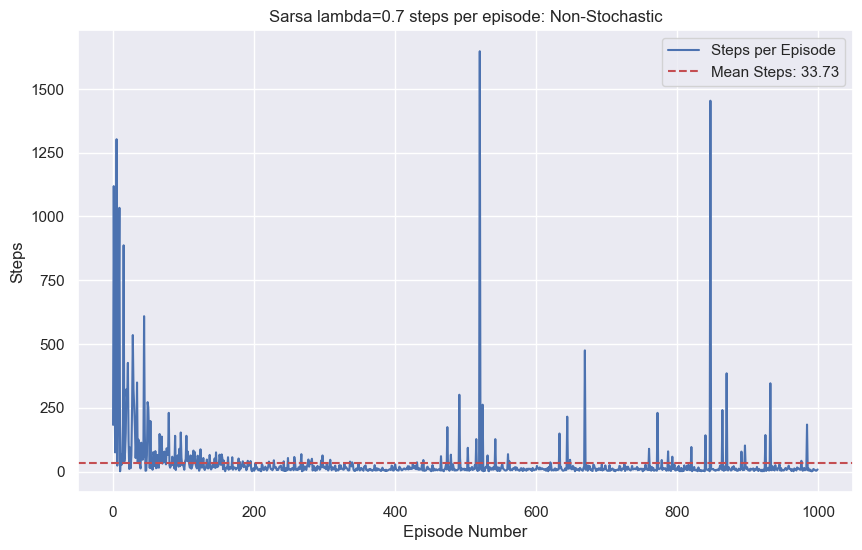 Sarsa lambda=0.7 steps per episode: Non-Stochastic
Steps per Episode
Mean Steps: 33.73
Steps
1500
1250
1000
750
500
250
0
0 200 400 600 800 1000
Episode Number